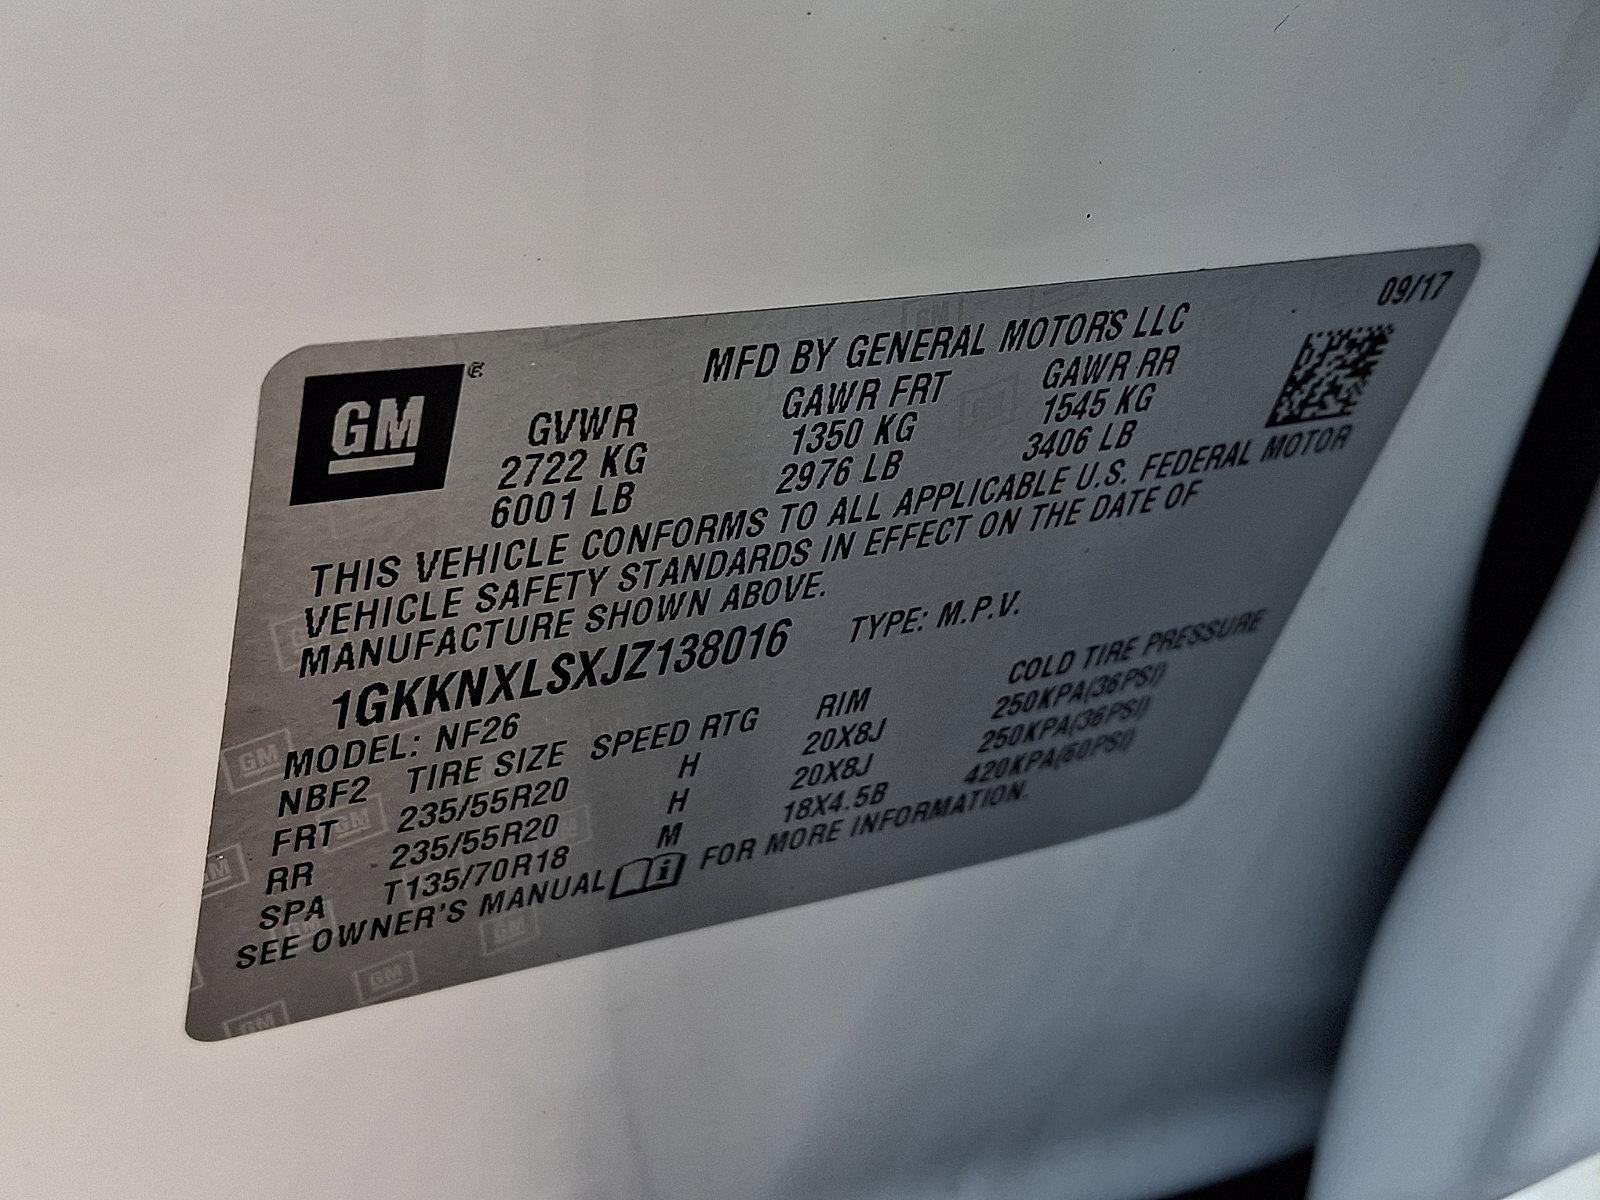 09/17
GM®
MFD BY GENERAL MOTORS LLC
GVWR GAWR FRT GAWR RR
2722 KG 1350 KG 1545 KG
6001 LB 2976 LB 3406 LB
THIS VEHICLE CONFORMS TO ALL APPLICABLE U.S. FEDERAL MOTOR
VEHICLE SAFETY STANDARDS IN EFFECT ON THE DATE OF
MANUFACTURE SHOWN ABOVE.
1GKKNXLSXJZ138016 TYPE: M.P.V.
MODEL: NF26
NBF2 TIRE SIZE SPEED RTG RIM COLD TIRE PRESSURE
FRT 235/55R20 H 20X8J 250KPA(36PSI)
RR 235/55R20 H 20X8J 250KPA(36PSI)
SPA T135/70R18 M 18X4.5B 420KPA(60PSI)
SEE OWNER'S MANUAL FOR MORE INFORMATION.